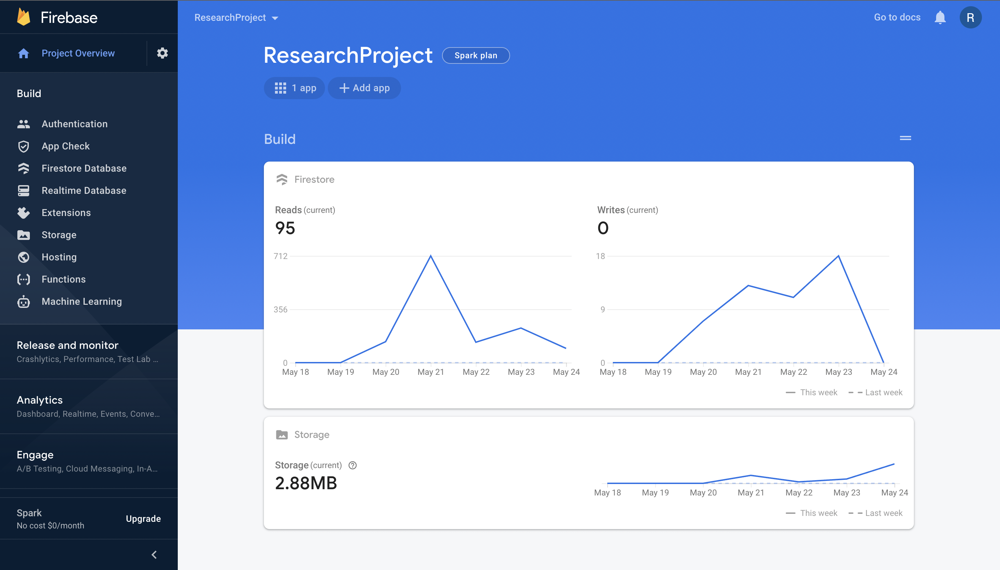 Firebase
Project Overview
Build
Authentication
App Check
Firestore Database
Realtime Database
Extensions
Storage
Hosting
Functions
Machine Learning
Release and monitor
Crashlytics, Performance, Test Lab ...
Analytics
Dashboard, Realtime, Events, Conve...
Engage
A/B Testing, Cloud Messaging, In-A...
Spark
No cost $0/month
Upgrade
ResearchProject
Go to docs
R
ResearchProject
Spark plan
1 app
Add app
Build
Firestore
Reads (current)
95
712
356
0
May 18 May 19 May 20 May 21 May 22 May 23 May 24
Writes (current)
0
18
9
0
May 18 May 19 May 20 May 21 May 22 May 23 May 24
This week Last week
Storage
Storage (current) ?
2.88MB
May 18 May 19 May 20 May 21 May 22 May 23 May 24
This week Last week